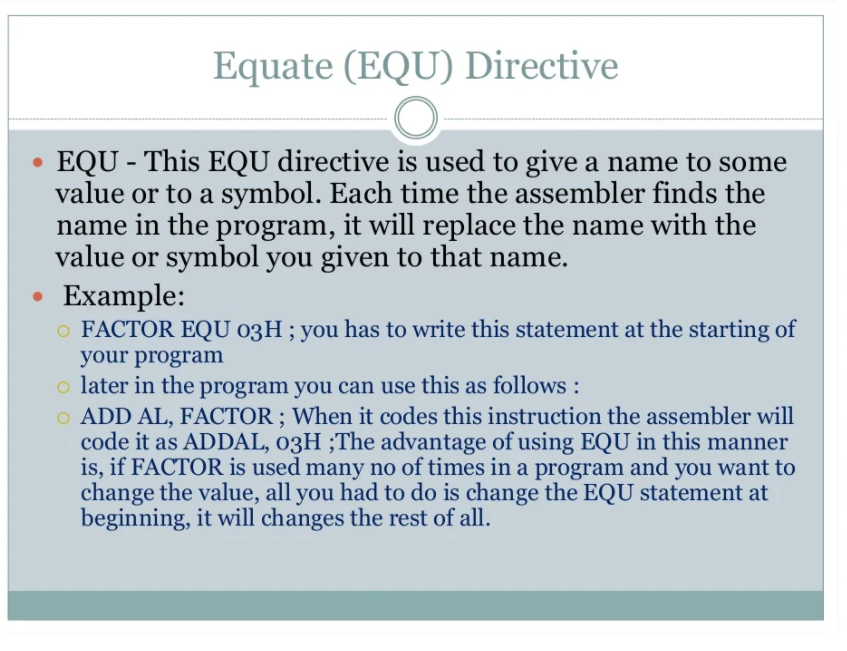 Equate (EQU) Directive
• EQU - This EQU directive is used to give a name to some
value or to a symbol. Each time the assembler finds the
name in the program, it will replace the name with the
value or symbol you given to that name.
• Example:
○ FACTOR EQU 03H ; you has to write this statement at the starting of
your program
○ later in the program you can use this as follows :
○ ADD AL, FACTOR ; When it codes this instruction the assembler will
code it as ADDAL, 03H ;The advantage of using EQU in this manner
is, if FACTOR is used many no of times in a program and you want to
change the value, all you had to do is change the EQU statement at
beginning, it will changes the rest of all.